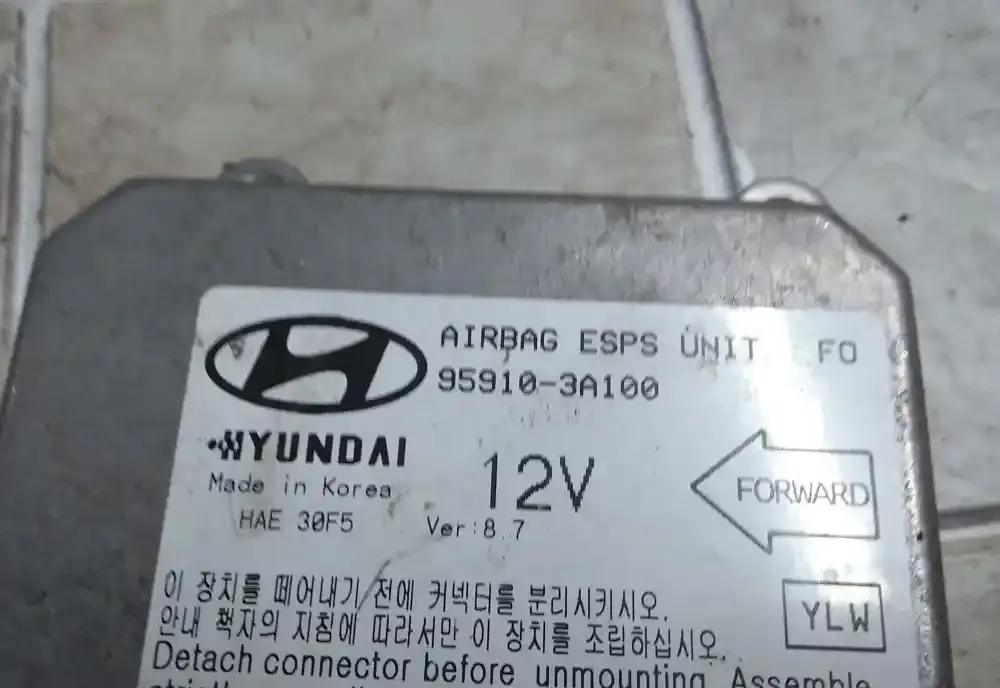 AIRBAG ESPS UNIT FO
95910-3A100
HYUNDAI
Made in Korea
12V
FORWARD
HAE 30F5
Ver:8.7
이 장치를 떼어내기 전에 커넥터를 분리시키시오.
안내 책자의 지침에 따라서만 이 장치를 조립하십시오.
YLW
Detach connector before unmounting. Assemble